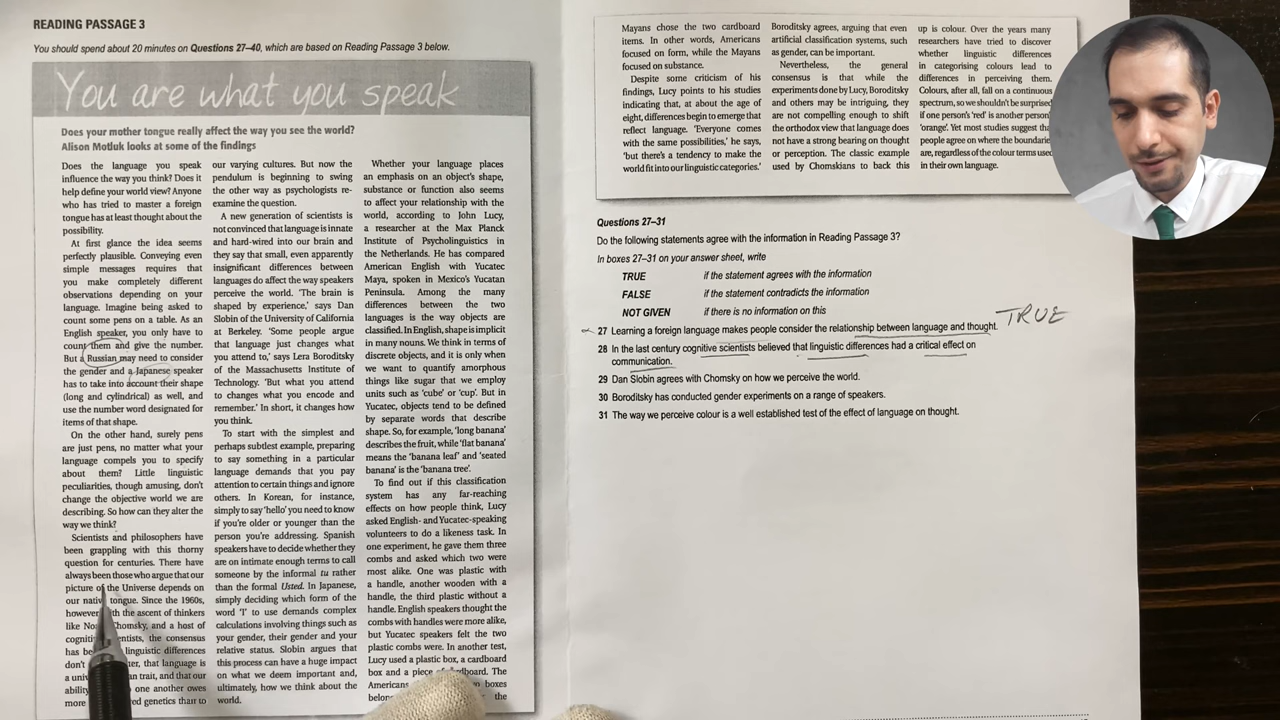 READING PASSAGE 3
You should spend about 20 minutes on Questions 27–40, which are based on Reading Passage 3 below.
You are what you speak
Does your mother tongue really affect the way you see the world?
Alison Motluk looks at some of the findings
Does the language you speak
influence the way you think? Does it
help define your world view? Anyone
who has tried to master a foreign
tongue has at least thought about the
possibility.
At first glance the idea seems
perfectly plausible. Conveying even
simple messages requires that
you make completely different
observations depending on your
language. Imagine being asked to
count some pens on a table. As an
English speaker, you only have to
count them and give the number.
But a Russian may need to consider
the gender and a Japanese speaker
has to take into account their shape
(long and cylindrical) as well, and
use the number word designated for
items of that shape.
On the other hand, surely pens
are just pens, no matter what your
language compels you to specify
about them? Little linguistic
peculiarities, though amusing, don't
change the objective world we are
describing. So how can they alter the
way we think?
Scientists and philosophers have
been grappling with this thorny
question for centuries. There have
always been those who argue that our
picture of the Universe depends on
our native tongue. Since the 1960s,
however the ascent of thinkers
like Chomsky, and a host of
the consensus
has linguistic differences
don't that language is
a trait, and that our
ability one another owes
more genetics than to
our varying cultures. But now the
pendulum is beginning to swing
the other way as psychologists re-
examine the question.
A new generation of scientists is
not convinced that language is innate
and hard-wired into our brain and
they say that small, even apparently
insignificant differences between
languages do affect the way speakers
perceive the world. 'The brain is
shaped by experience,' says Dan
Slobin of the University of California
at Berkeley. 'Some people argue
that language just changes what
you attend to,' says Lera Boroditsky
of the Massachusetts Institute of
Technology. 'But what you attend
to changes what you encode and
remember.' In short, it changes how
you think.
To start with the simplest and
perhaps subtlest example, preparing
to say something in a particular
language demands that you pay
attention to certain things and ignore
others. In Korean, for instance,
simply to say 'hello' you need to know
if you're older or younger than the
person you're addressing. Spanish
speakers have to decide whether they
are on intimate enough terms to call
someone by the informal tu rather
than the formal Usted. In Japanese,
simply deciding which form of the
word 'I' to use demands complex
calculations involving things such as
your gender, their gender and your
relative status. Slobin argues that
this process can have a huge impact
on what we deem important and,
ultimately, how we think about the
world.
Whether your language places
an emphasis on an object's shape,
substance or function also seems
to affect your relationship with the
world, according to John Lucy,
a researcher at the Max Planck
Institute of Psycholinguistics in
the Netherlands. He has compared
American English with Yucatec
Maya, spoken in Mexico's Yucatan
Peninsula. Among the many
differences between the two
languages is the way objects are
classified. In English, shape is implicit
in many nouns. We think in terms of
discrete objects, and it is only when
we want to quantify amorphous
things like sugar that we employ
units such as 'cube' or 'cup'. But in
Yucatec, objects tend to be defined
by separate words that describe
shape. So, for example, 'long banana'
describes the fruit, while 'flat banana'
means the 'banana leaf' and 'seated
banana' is the 'banana tree'.
To find out if this classification
system has any far-reaching
effects on how people think, Lucy
asked English- and Yucatec-speaking
volunteers to do a likeness task. In
one experiment, he gave them three
combs and asked which two were
most alike. One was plastic with
a handle, another wooden with a
handle, the third plastic without a
handle. English speakers thought the
combs with handles were more alike,
but Yucatec speakers felt the two
plastic combs were. In another test,
Lucy used a plastic box, a cardboard
box and a piece of cardboard. The
Americans boxes
the
Mayans chose the two cardboard
items. In other words, Americans
focused on form, while the Mayans
focused on substance.
Despite some criticism of his
findings, Lucy points to his studies
indicating that, at about the age of
eight, differences begin to emerge that
reflect language. 'Everyone comes
with the same possibilities,' he says,
'but there's a tendency to make the
world fit into our linguistic categories.'
Boroditsky agrees, arguing that even
artificial classification systems, such
as gender, can be important.
Nevertheless, the general
consensus is that while the
experiments done by Lucy, Boroditsky
and others may be intriguing, they
are not compelling enough to shift
the orthodox view that language does
not have a strong bearing on thought
or perception. The classic example
used by Chomskians to back this
up is colour. Over the years many
researchers have tried to discover
whether linguistic differences
in categorising colours lead to
differences in perceiving them.
Colours, after all, fall on a continuous
spectrum, so we shouldn't be surprised
if one person's 'red' is another person
'orange'. Yet most studies suggest
people agree on where the
are, regardless of the colour terms used
in their own language.
Questions 27–31
Do the following statements agree with the information in Reading Passage 3?
In boxes 27–31 on your answer sheet, write
TRUE if the statement agrees with the information
FALSE if the statement contradicts the information
NOT GIVEN if there is no information on this
27 Learning a foreign language makes people consider the relationship between language and thought. TRUE
28 In the last century cognitive scientists believed that linguistic differences had a critical effect on
communication.
29 Dan Slobin agrees with Chomsky on how we perceive the world.
30 Boroditsky has conducted gender experiments on a range of speakers.
31 The way we perceive colour is a well established test of the effect of language on thought.